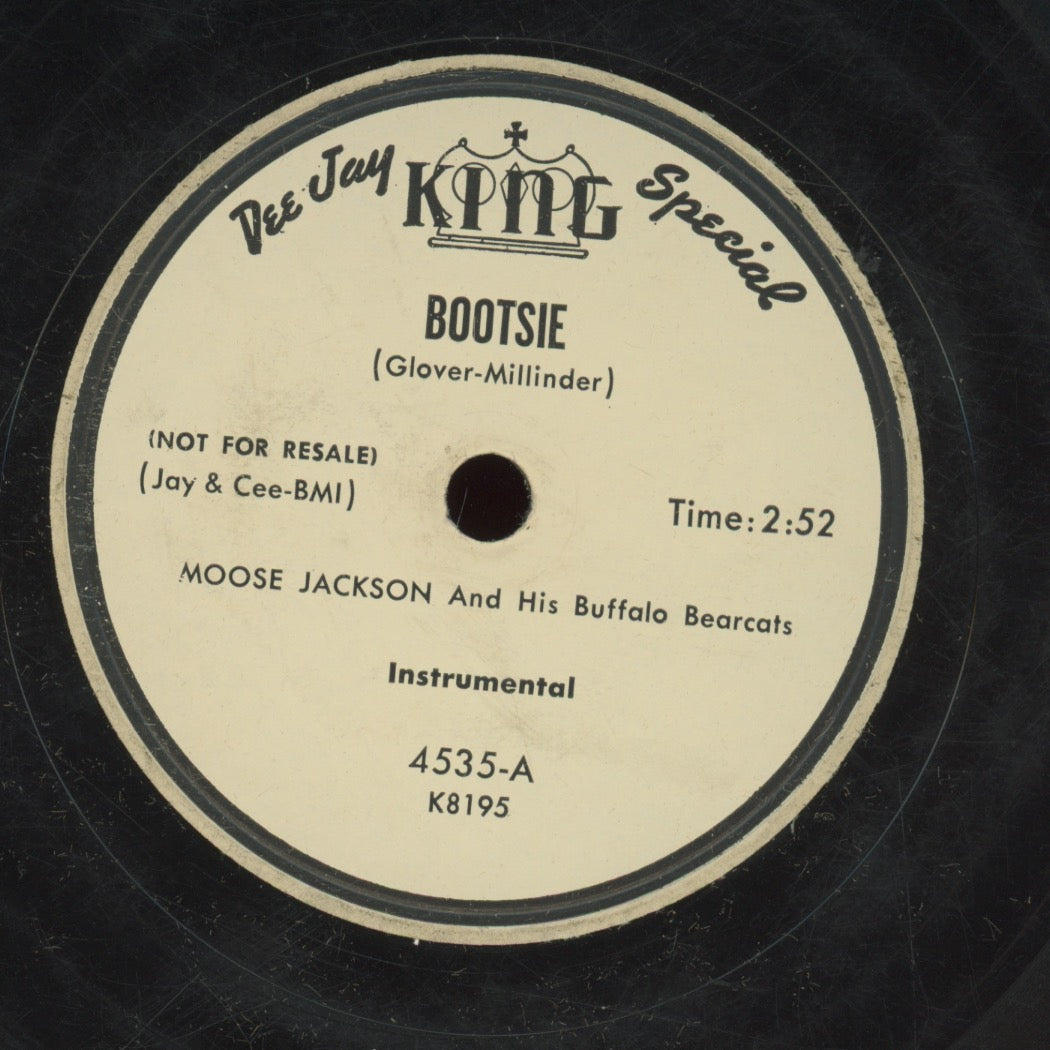 Dee Jay KING Special
BOOTSIE
(Glover-Millinder)
(NOT FOR RESALE)
(Jay & Cee-BMI)
Time: 2:52
MOOSE JACKSON And His Buffalo Bearcats
Instrumental
4535-A
K8195